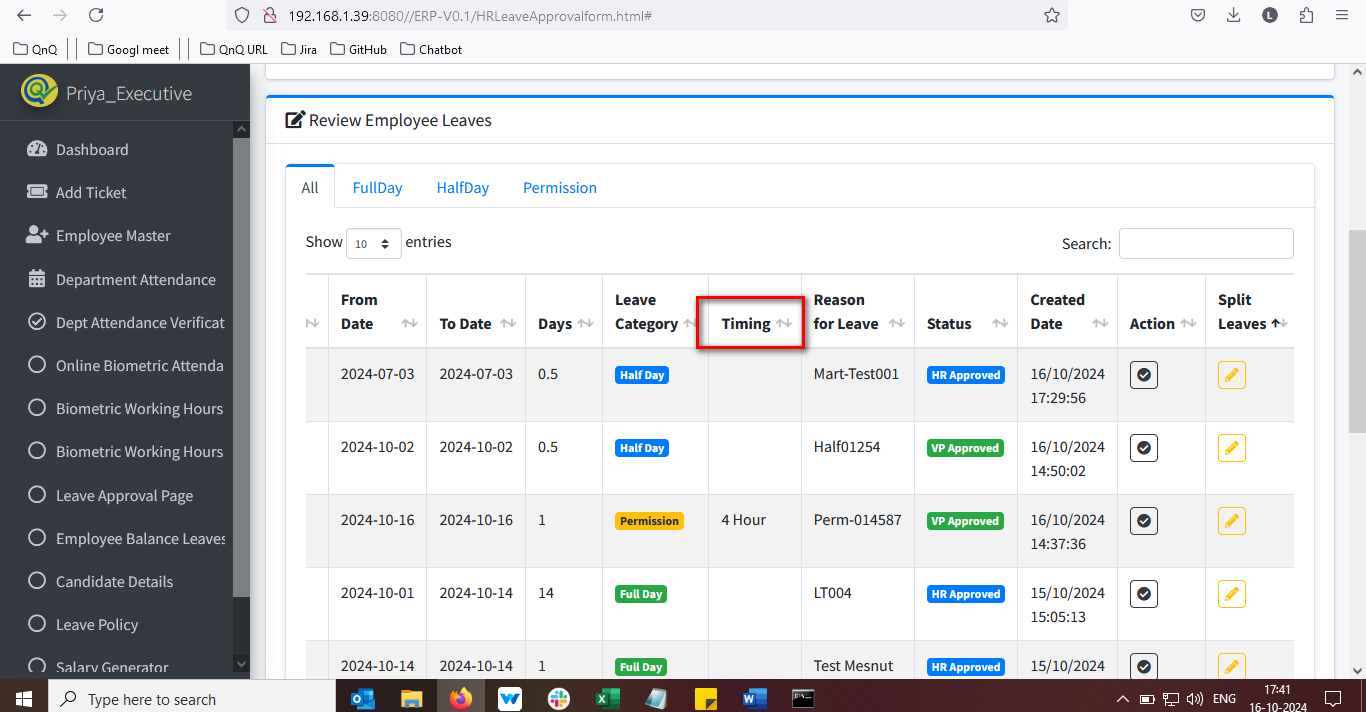 192.168.1.39:8080//ERP-V0.1/HRLeaveApprovalform.html#
L
QnQ
Googl meet
QnQ URL
Jira
GitHub
Chatbot
Priya_Executive
Dashboard
Add Ticket
Employee Master
Department Attendance
Dept Attendance Verificat
Online Biometric Attenda
Biometric Working Hours
Biometric Working Hours
Leave Approval Page
Employee Balance Leaves
Candidate Details
Leave Policy
Salary Generator
Review Employee Leaves
All FullDay HalfDay Permission
Show 10 entries
Search:
From Date
To Date
Days
Leave Category
Timing
Reason for Leave
Status
Created Date
Action
Split Leaves
2024-07-03 2024-07-03 0.5 Half Day Mart-Test001 HR Approved 16/10/2024
17:29:56
2024-10-02 2024-10-02 0.5 Half Day Half01254 VP Approved 16/10/2024
14:50:02
2024-10-16 2024-10-16 1 Permission 4 Hour Perm-014587 VP Approved 16/10/2024
14:37:36
2024-10-01 2024-10-14 14 Full Day LT004 HR Approved 15/10/2024
15:05:13
2024-10-14 2024-10-14 1 Full Day Test Mesnut HR Approved 15/10/2024
Type here to search
ENG
17:41
16-10-2024